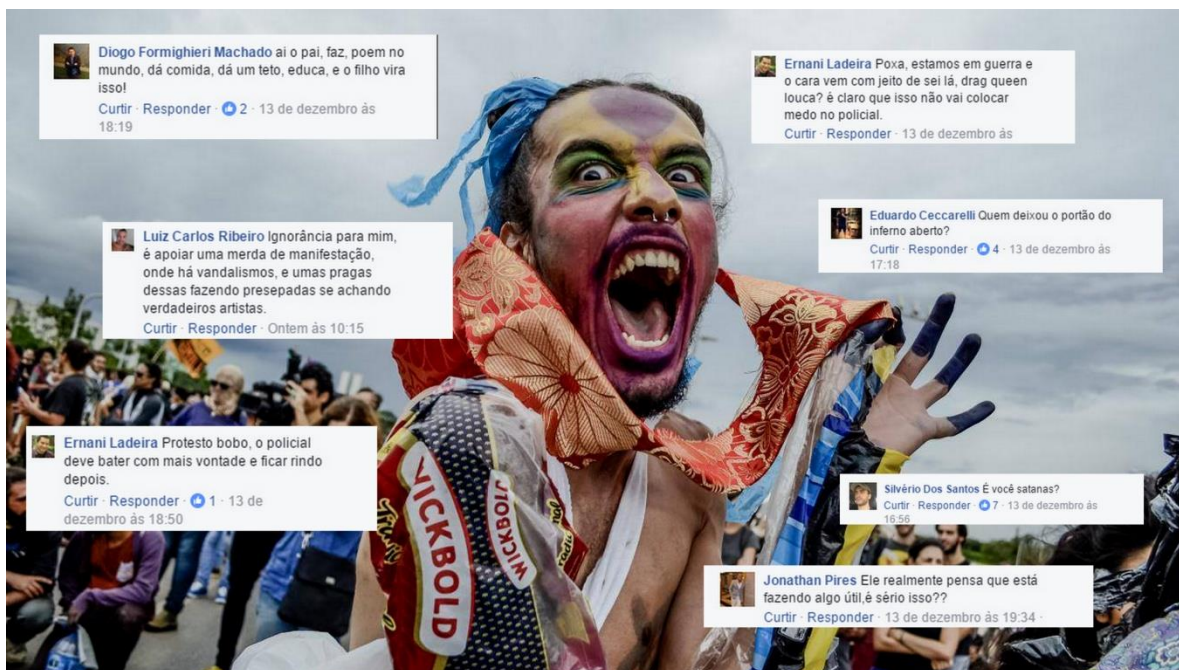 Diogo Formighieri Machado ai o pai, faz, poem no
mundo, dá comida, dá um teto, educa, e o filho vira
isso!
Curtir · Responder · 2 · 13 de dezembro às
18:19
Ernani Ladeira Poxa, estamos em guerra e
o cara vem com jeito de sei lá, drag queen
louca? é claro que isso não vai colocar
medo no policial.
Curtir · Responder · 13 de dezembro às
Luiz Carlos Ribeiro Ignorância para mim,
é apoiar uma merda de manifestação,
onde há vandalismos, e umas pragas
dessas fazendo presepadas se achando
verdadeiros artistas.
Curtir · Responder · Ontem às 10:15
Eduardo Ceccarelli Quem deixou o portão do
inferno aberto?
Curtir · Responder · 4 · 13 de dezembro às
17:18
Ernani Ladeira Protesto bobo, o policial
deve bater com mais vontade e ficar rindo
depois.
Curtir · Responder · 1 · 13 de
dezembro às 18:50
WICKBOLD
WICKBOLD
Silvério Dos Santos É você satanas?
Curtir · Responder · 7 · 13 de dezembro às
16:56
Jonathan Pires Ele realmente pensa que está
fazendo algo útil,é sério isso??
Curtir · Responder · 13 de dezembro às 19:34 ·